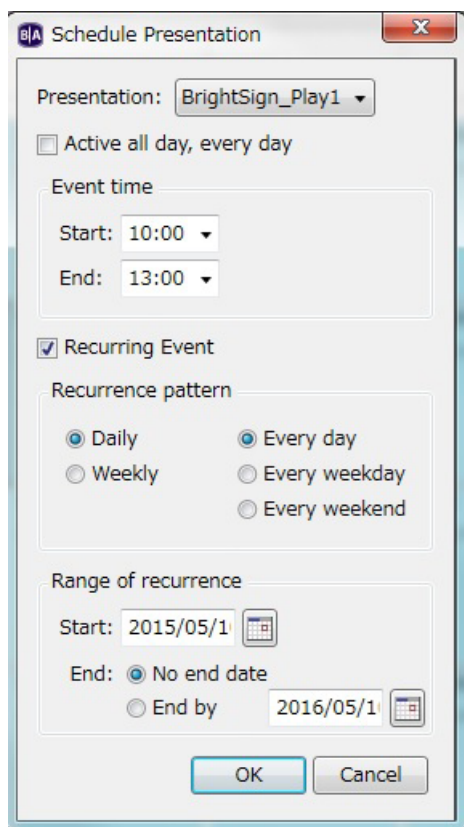 B|A Schedule Presentation
Presentation: BrightSign_Play1
Active all day, every day
Event time
Start: 10:00
End: 13:00
Recurring Event
Recurrence pattern
Daily Every day
Weekly Every weekday
Every weekend
Range of recurrence
Start: 2015/05/1
End: No end date
End by 2016/05/1
OK Cancel